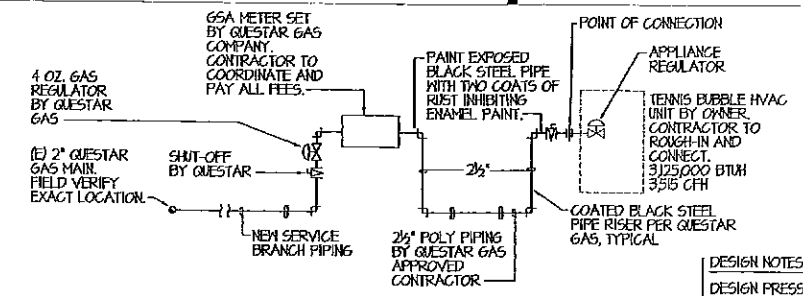 GSA METER SET
BY QUESTAR GAS
COMPANY.
CONTRACTOR TO
COORDINATE AND
PAY ALL FEES.
4 OZ. GAS
REGULATOR
BY QUESTAR
GAS
(E) 2" QUESTAR
GAS MAIN.
FIELD VERIFY
EXACT LOCATION.
SHUT-OFF
BY QUESTAR
NEW SERVICE
BRANCH PIPING
PAINT EXPOSED
BLACK STEEL PIPE
WITH TWO COATS OF
RUST INHIBITING
ENAMEL PAINT.
2½"
2½" POLY PIPING
BY QUESTAR GAS
APPROVED
CONTRACTOR
POINT OF CONNECTION
APPLIANCE
REGULATOR
TENNIS BUBBLE HVAC
UNIT BY OWNER.
CONTRACTOR TO
ROUGH-IN AND
CONNECT.
3,125,000 BTUH
3,515 CFH
COATED BLACK STEEL
PIPE RISER PER QUESTAR
GAS, TYPICAL
DESIGN NOTES
DESIGN PRESS